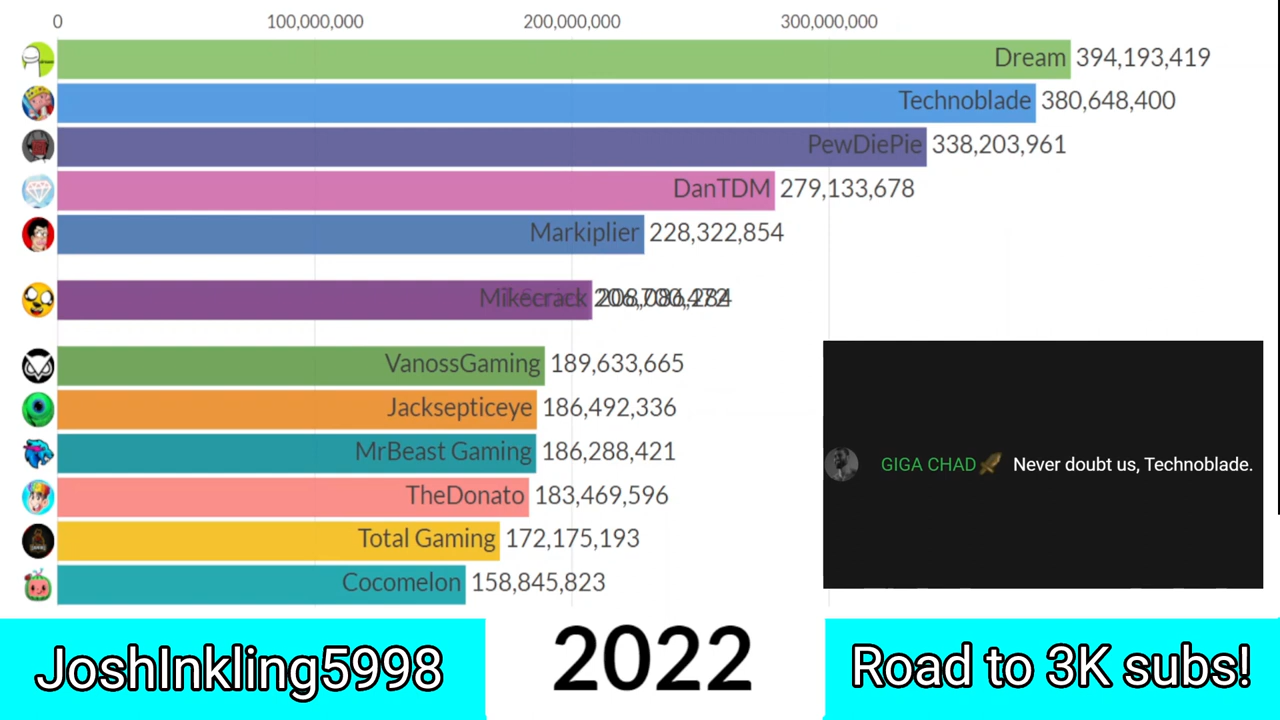 0 100,000,000 200,000,000 300,000,000
Dream 394,193,419
Technoblade 380,648,400
PewDiePie 338,203,961
DanTDM 279,133,678
Markiplier 228,322,854
Mikecrack
VanossGaming 189,633,665
Jacksepticeye 186,492,336
MrBeast Gaming 186,288,421
TheDonato 183,469,596
Total Gaming 172,175,193
Cocomelon 158,845,823
GIGA CHAD Never doubt us, Technoblade.
JoshInkling5998
2022
Road to 3K subs!